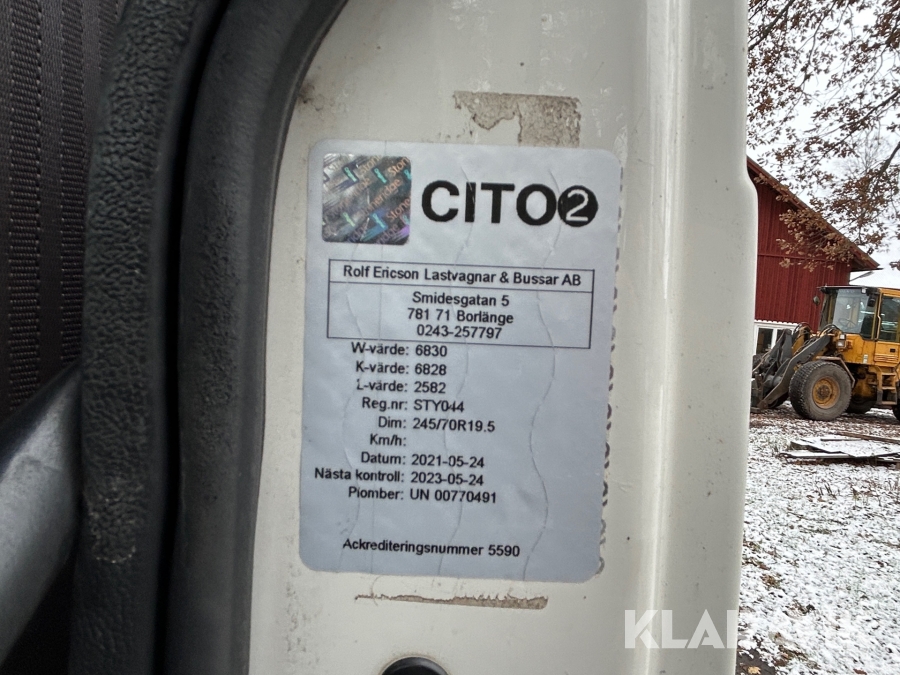 CITO2
Rolf Ericson Lastvagnar & Bussar AB
Smidesgatan 5
781 71 Borlänge
0243-257797
W-värde: 6830
K-värde: 6828
L-värde: 2582
Reg.nr: STY044
Dim: 245/70R19.5
Km/h:
Datum: 2021-05-24
Nästa kontroll: 2023-05-24
Plomber: UN 00770491
Ackrediteringsnummer 5590